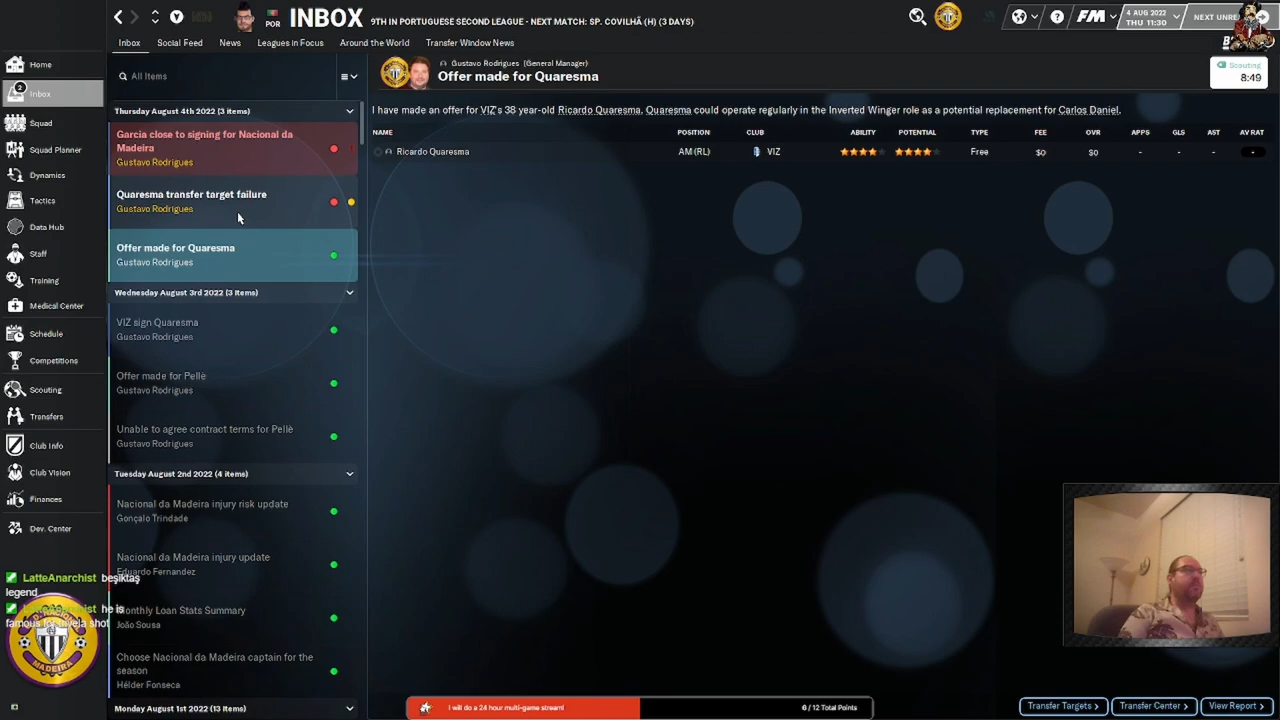 POR INBOX 9TH IN PORTUGUESE SECOND LEAGUE - NEXT MATCH: SP. COVILHÃ (H) (3 DAYS)
FM 4 AUG 2022 THU 11:30 NEXT UNRE
Inbox Social Feed News Leagues in Focus Around the World Transfer Window News
Home
2 Inbox
Squad
Squad Planner
Dynamics
Tactics
Data Hub
Staff
Training
Medical Center
Schedule
Competitions
Scouting
Transfers
Club Info
Club Vision
Finances
Dev. Center
LatteAnarchist beşiktaş
legend
LatteAnarchist he is
All Items
Thursday August 4th 2022 (3 items)
Garcia close to signing for Nacional da
Madeira
Gustavo Rodrigues
Quaresma transfer target failure
Gustavo Rodrigues
Offer made for Quaresma
Gustavo Rodrigues
Wednesday August 3rd 2022 (3 items)
VIZ sign Quaresma
Gustavo Rodrigues
Offer made for Pellè
Gustavo Rodrigues
Unable to agree contract terms for Pellè
Gustavo Rodrigues
Tuesday August 2nd 2022 (4 items)
Nacional da Madeira injury risk update
Gonçalo Trindade
Nacional da Madeira injury update
Eduardo Fernandez
Monthly Loan Stats Summary
João Sousa
Choose Nacional da Madeira captain for the
season
Hélder Fonseca
Monday August 1st 2022 (13 items)
Gustavo Rodrigues (General Manager)
Offer made for Quaresma
Scouting
8:49
I have made an offer for VIZ's 38 year-old Ricardo Quaresma. Quaresma could operate regularly in the Inverted Winger role as a potential replacement for Carlos Daniel.
NAME POSITION CLUB ABILITY POTENTIAL TYPE FEE OVR APPS GLS AST AV RAT
Ricardo Quaresma AM (RL) VIZ Free $0 $0 - - - -
I will do a 24 hour multi-game stream! 6 / 12 Total Points
Transfer Targets > Transfer Center > View Report >